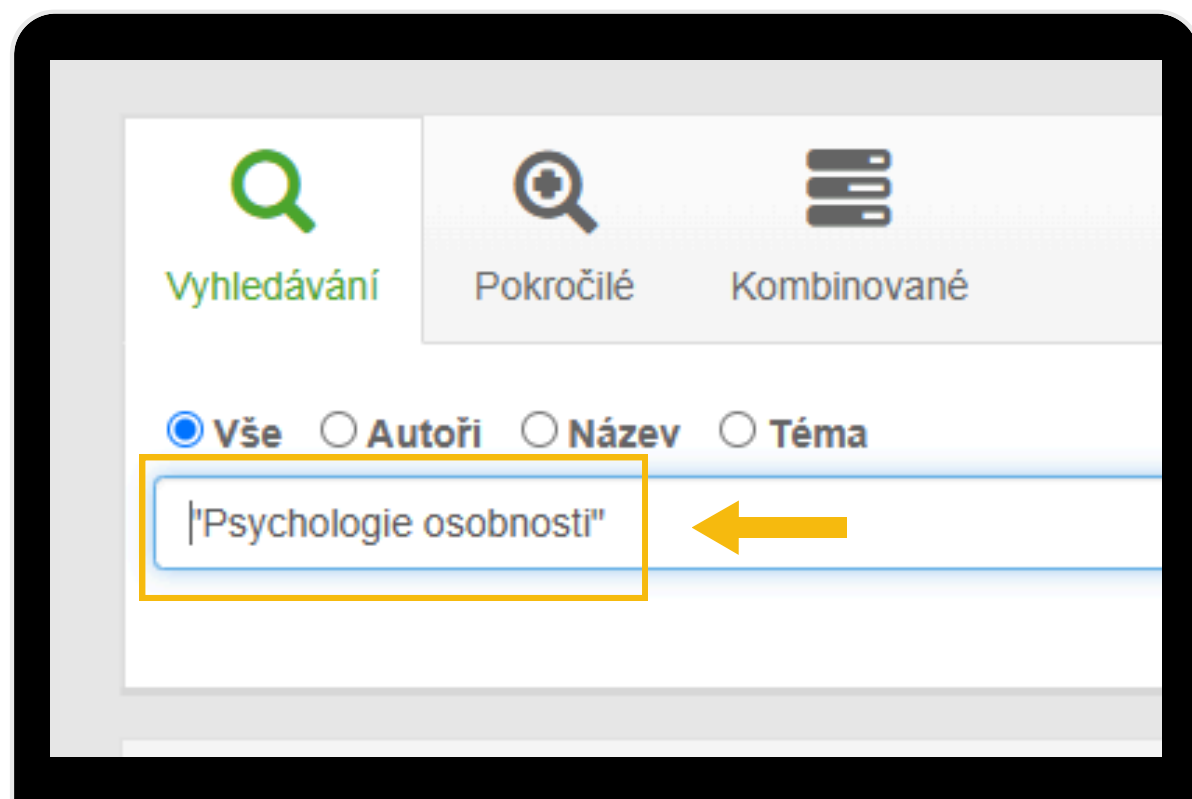 Vyhledávání Pokročilé Kombinované
Vše Autoři Název Téma
"Psychologie osobnosti"